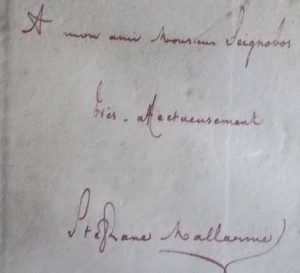 A mon ami Monsieur Seignobos
très-affectueusement
Stéphane Mallarmé